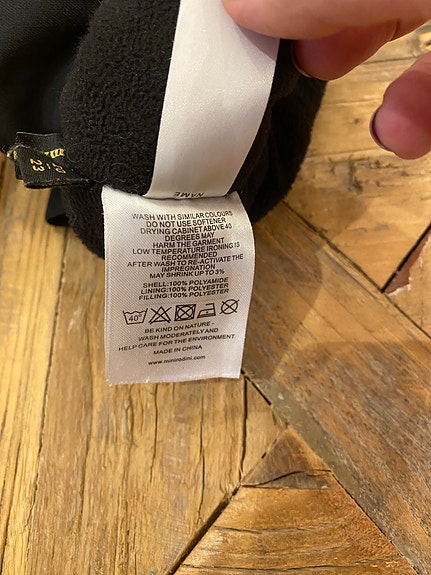 NAME
WASH WITH SIMILAR COLOURS
DO NOT USE SOFTENER
DRYING CABINET ABOVE 40
DEGREES MAY
HARM THE GARMENT
LOW TEMPERATURE IRONING IS
RECOMMENDED
AFTER WASH TO RE-ACTIVATE THE
IMPREGNATION
MAY SHRINK UP TO 3%
SHELL:100% POLYAMIDE
LINING:100% POLYESTER
FILLING:100% POLYESTER
40°
BE KIND ON NATURE -
WASH MODERATELY AND
HELP CARE FOR THE ENVIRONMENT.
MADE IN CHINA
www.minirodini.com
23